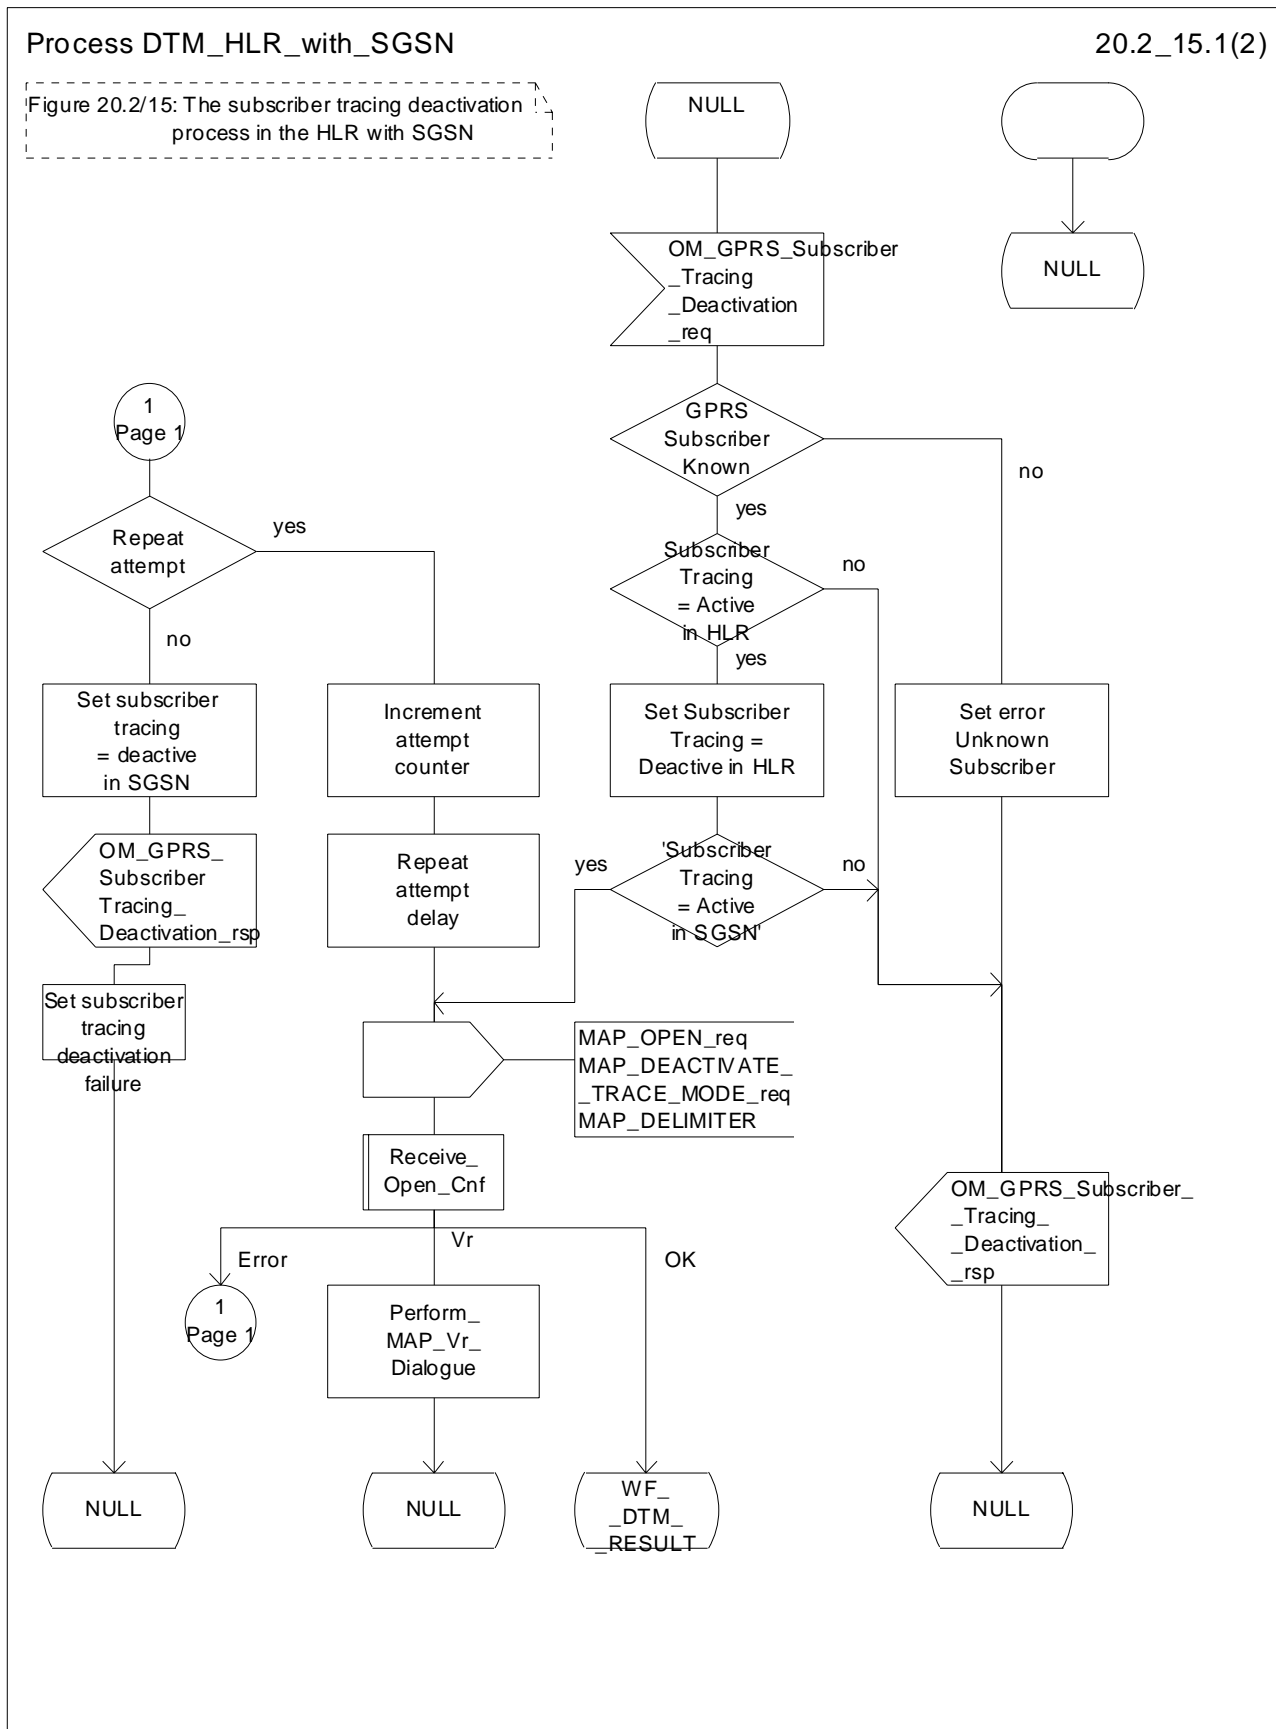 Process DTM_HLR_with_SGSN
20.2_15.1(2)
Figure 20.2/15: The subscriber tracing deactivation
process in the HLR with SGSN
NULL
NULL
OM_GPRS_Subscriber
_Tracing
_Deactivation
_req
GPRS
Subscriber
Known
no
yes
Subscriber
Tracing
= Active
in HLR
no
yes
Set Subscriber
Tracing =
Deactive in HLR
Set error
Unknown
Subscriber
'Subscriber
Tracing
= Active
in SGSN'
yes
no
1
Page 1
Repeat
attempt
yes
no
Set subscriber
tracing
= deactive
in SGSN
Increment
attempt
counter
OM_GPRS_
Subscriber
Tracing_
Deactivation_rsp
Repeat
attempt
delay
Set subscriber
tracing
deactivation
failure
MAP_OPEN_req
MAP_DEACTIVATE_
_TRACE_MODE_req
MAP_DELIMITER
Receive_
Open_Cnf
Error
Vr
OK
1
Page 1
Perform_
MAP_Vr_
Dialogue
OM_GPRS_Subscriber_
_Tracing_
_Deactivation_
_rsp
NULL
NULL
WF_
_DTM_
_RESULT
NULL